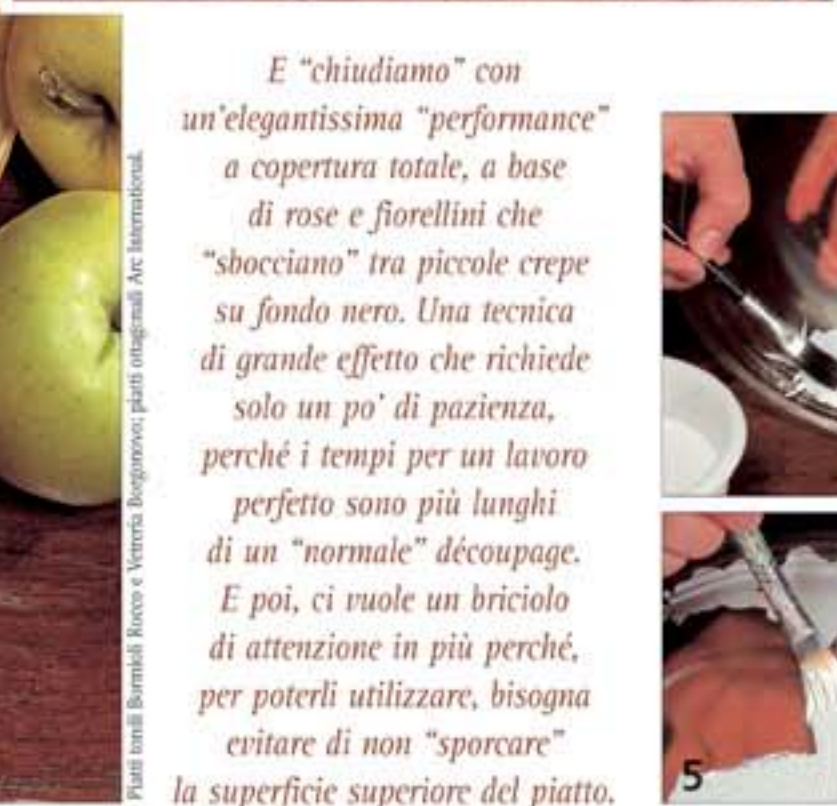 E “chiudiamo” con
un’elegantissima “performance”
a copertura totale, a base
di rose e fiorellini che
“sbocciano” tra piccole crepe
su fondo nero. Una tecnica
di grande effetto che richiede
solo un po’ di pazienza,
perché i tempi per un lavoro
perfetto sono più lunghi
di un “normale” découpage.
E poi, ci vuole un briciolo
di attenzione in più perché,
per poterli utilizzare, bisogna
evitare di non “sporcare”
la superficie superiore del piatto.
Piatti tondi Bormioli Rocco e Vetreria Borgonovo; piatti ottagonali Arc International.
5